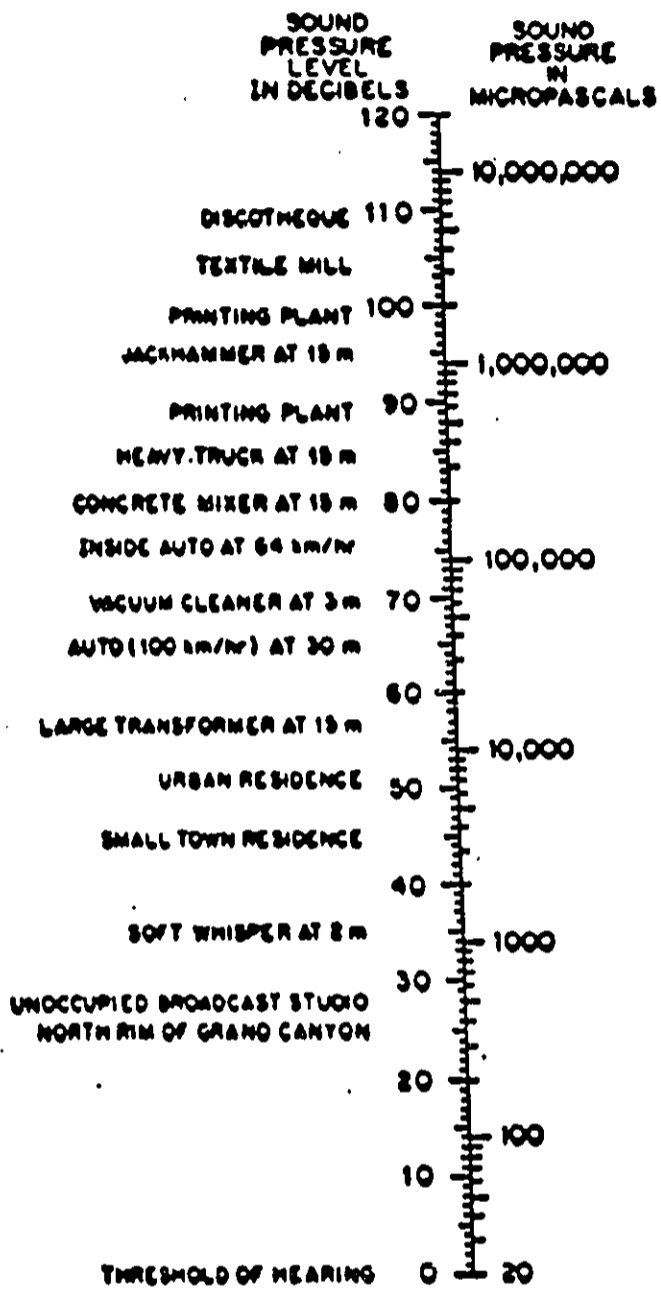 SOUND
PRESSURE
LEVEL
IN DECIBELS
SOUND
PRESSURE
IN
MICROPASCALS
120
10,000,000
DISCOTHEQUE 110
TEXTILE MILL
PRINTING PLANT 100
JACKHAMMER AT 15 m
1,000,000
PRINTING PLANT 90
HEAVY TRUCK AT 15 m
CONCRETE MIXER AT 15 m 80
INSIDE AUTO AT 64 km/hr
100,000
VACUUM CLEANER AT 3 m 70
AUTO (100 km/hr) AT 30 m
60
LARGE TRANSFORMER AT 15 m
10,000
URBAN RESIDENCE 50
SMALL TOWN RESIDENCE
40
SOFT WHISPER AT 2 m
1000
30
UNOCCUPIED BROADCAST STUDIO
NORTH RIM OF GRAND CANYON
20
100
10
THRESHOLD OF HEARING 0 20